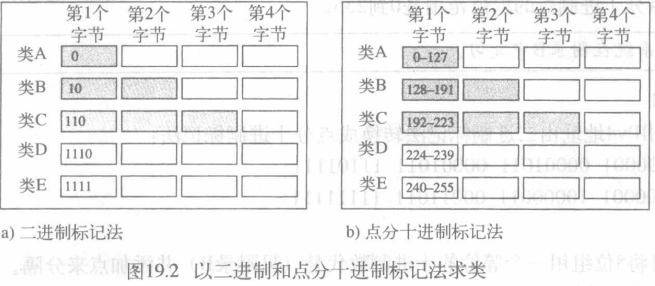 第1个 第2个 第3个 第4个
字节 字节 字节 字节
类A 0
类B 10
类C 110
类D 1110
类E 1111
a) 二进制标记法
第1个 第2个 第3个 第4个
字节 字节 字节 字节
类A 0–127
类B 128–191
类C 192–223
类D 224–239
类E 240–255
b) 点分十进制标记法
图19.2 以二进制和点分十进制标记法求类